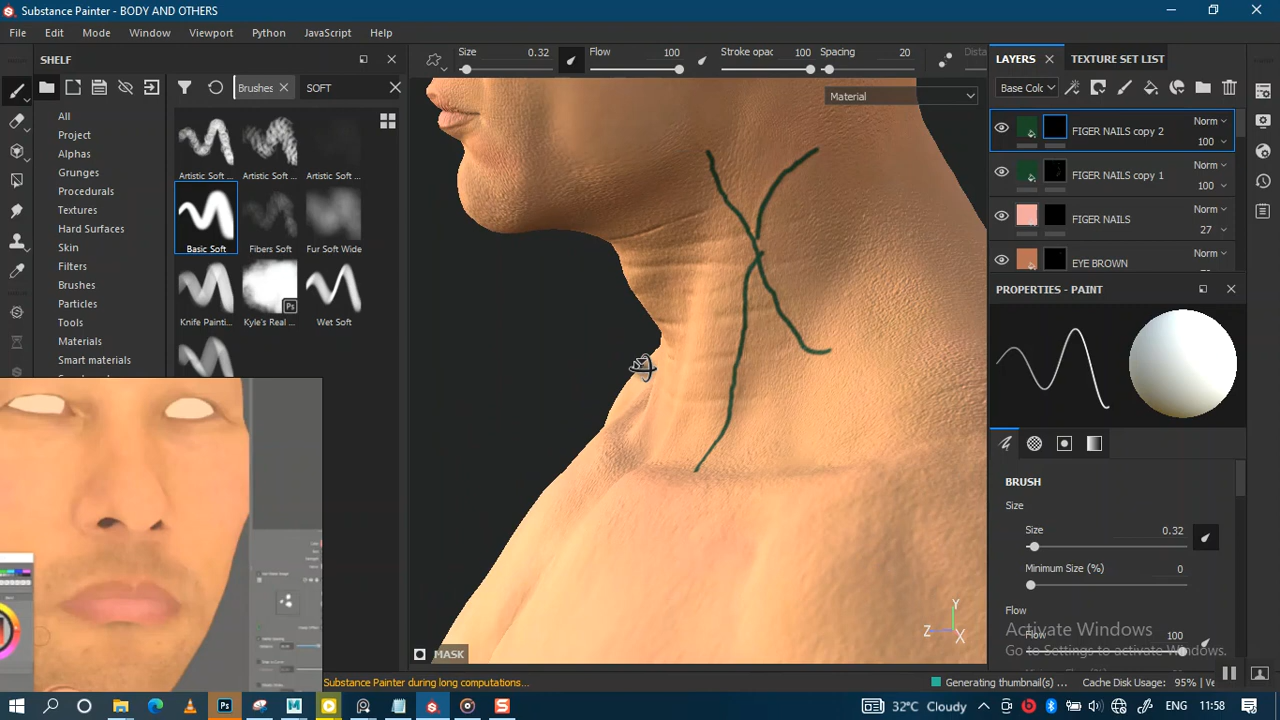 Substance Painter - BODY AND OTHERS
File Edit Mode Window Viewport Python JavaScript Help
SHELF
Size 0.32 Flow 100 Stroke opac 100 Spacing 20 Dista
LAYERS TEXTURE SET LIST
Brushes SOFT
Material
Base Colo
All
Project
Alphas
Grunges
Procedurals
Textures
Hard Surfaces
Skin
Filters
Brushes
Particles
Tools
Materials
Smart materials
Artistic Soft ... Artistic Soft ... Artistic Soft ...
Basic Soft Fibers Soft Fur Soft Wide
Knife Painti... Kyle's Real ... Wet Soft
Ps
FIGER NAILS copy 2 Norm 100
FIGER NAILS copy 1 Norm 100
FIGER NAILS Norm 27
EYE BROWN Norm
PROPERTIES - PAINT
BRUSH
Size
Size 0.32
Minimum Size (%) 0
Flow
Flow 100
Y
Z X
MASK
Activate Windows
Go to Settings to activate Windows.
Substance Painter during long computations...
Generating thumbnail(s) ... Cache Disk Usage: 95% | Ve
Ps
32°C Cloudy
ENG 11:58